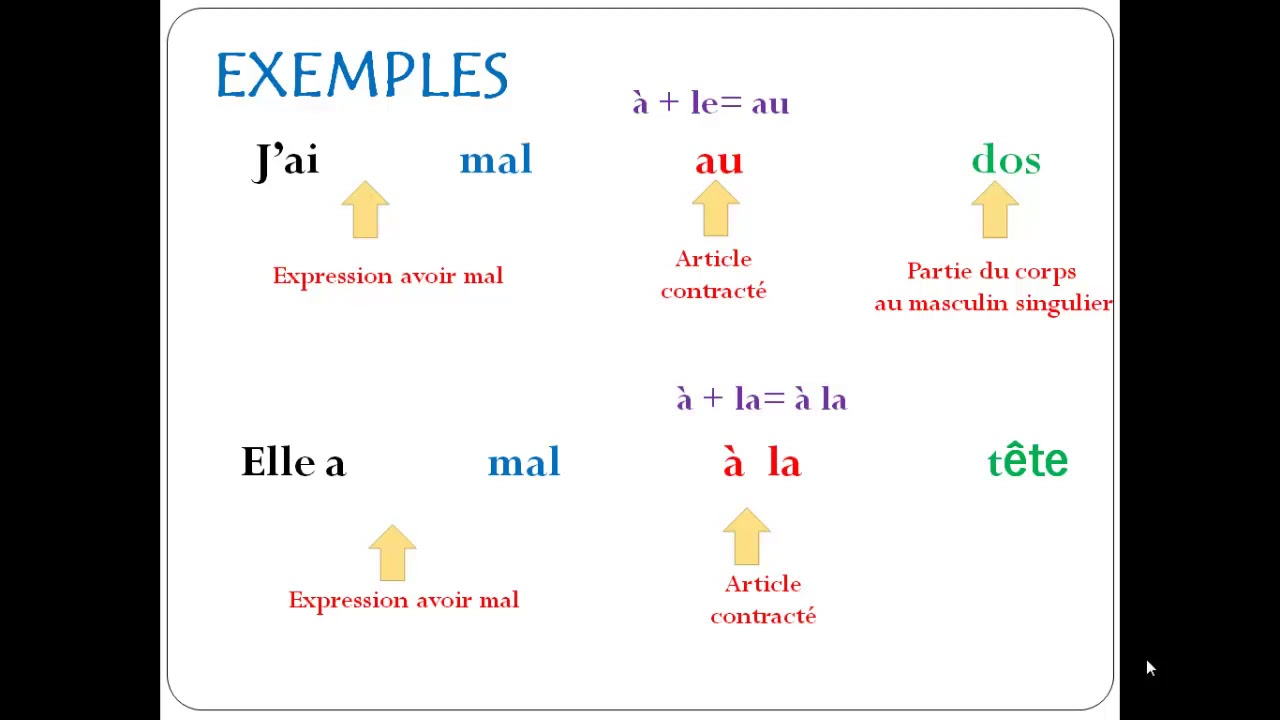 EXEMPLES
à + le= au
J’ai mal au dos
Expression avoir mal
Article
contracté
Partie du corps
au masculin singulier
à + la= à la
Elle a mal à la tête
Expression avoir mal
Article
contracté